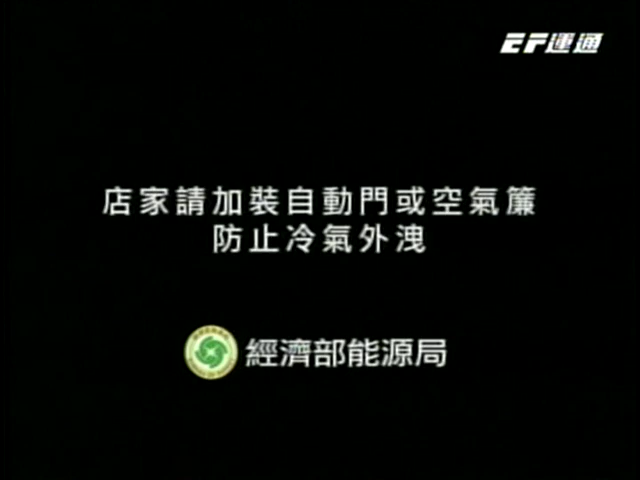 EF運通
店家請加裝自動門或空氣簾
防止冷氣外洩
經濟部能源局